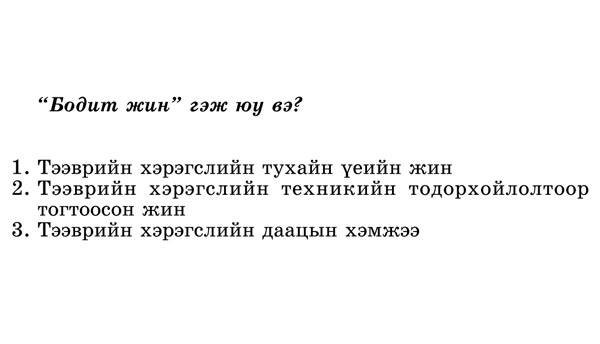 “Бодит жин” гэж юу вэ?
1. Тээврийн хэрэгслийн тухайн үеийн жин
2. Тээврийн хэрэгслийн техникийн тодорхойлолтоор
тогтоосон жин
3. Тээврийн хэрэгслийн даацын хэмжээ